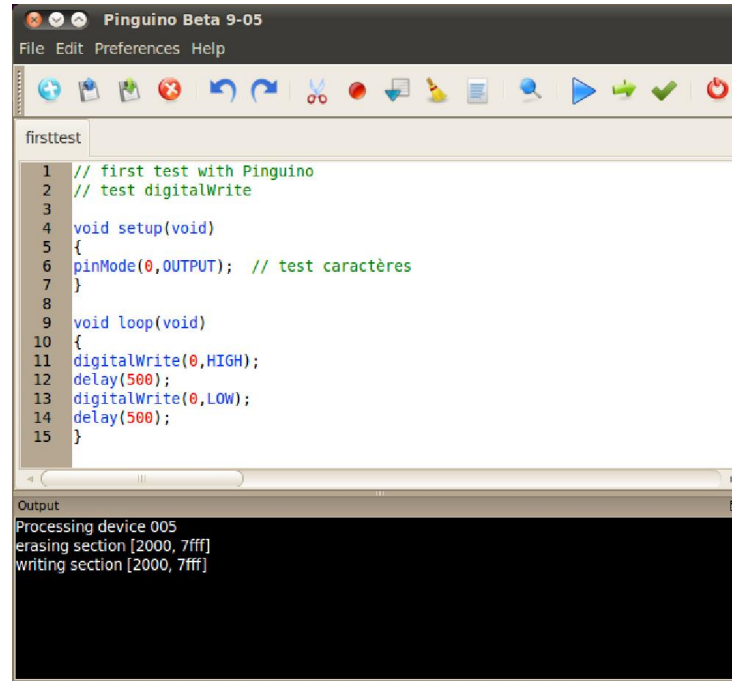 Pinguino Beta 9-05
File Edit Preferences Help
firsttest
1 // first test with Pinguino
2 // test digitalWrite
3
4 void setup(void)
5 {
6 pinMode(0,OUTPUT);  // test caractères
7 }
8
9 void loop(void)
10 {
11 digitalWrite(0,HIGH);
12 delay(500);
13 digitalWrite(0,LOW);
14 delay(500);
15 }
Output
Processing device 005
erasing section [2000, 7fff]
writing section [2000, 7fff]